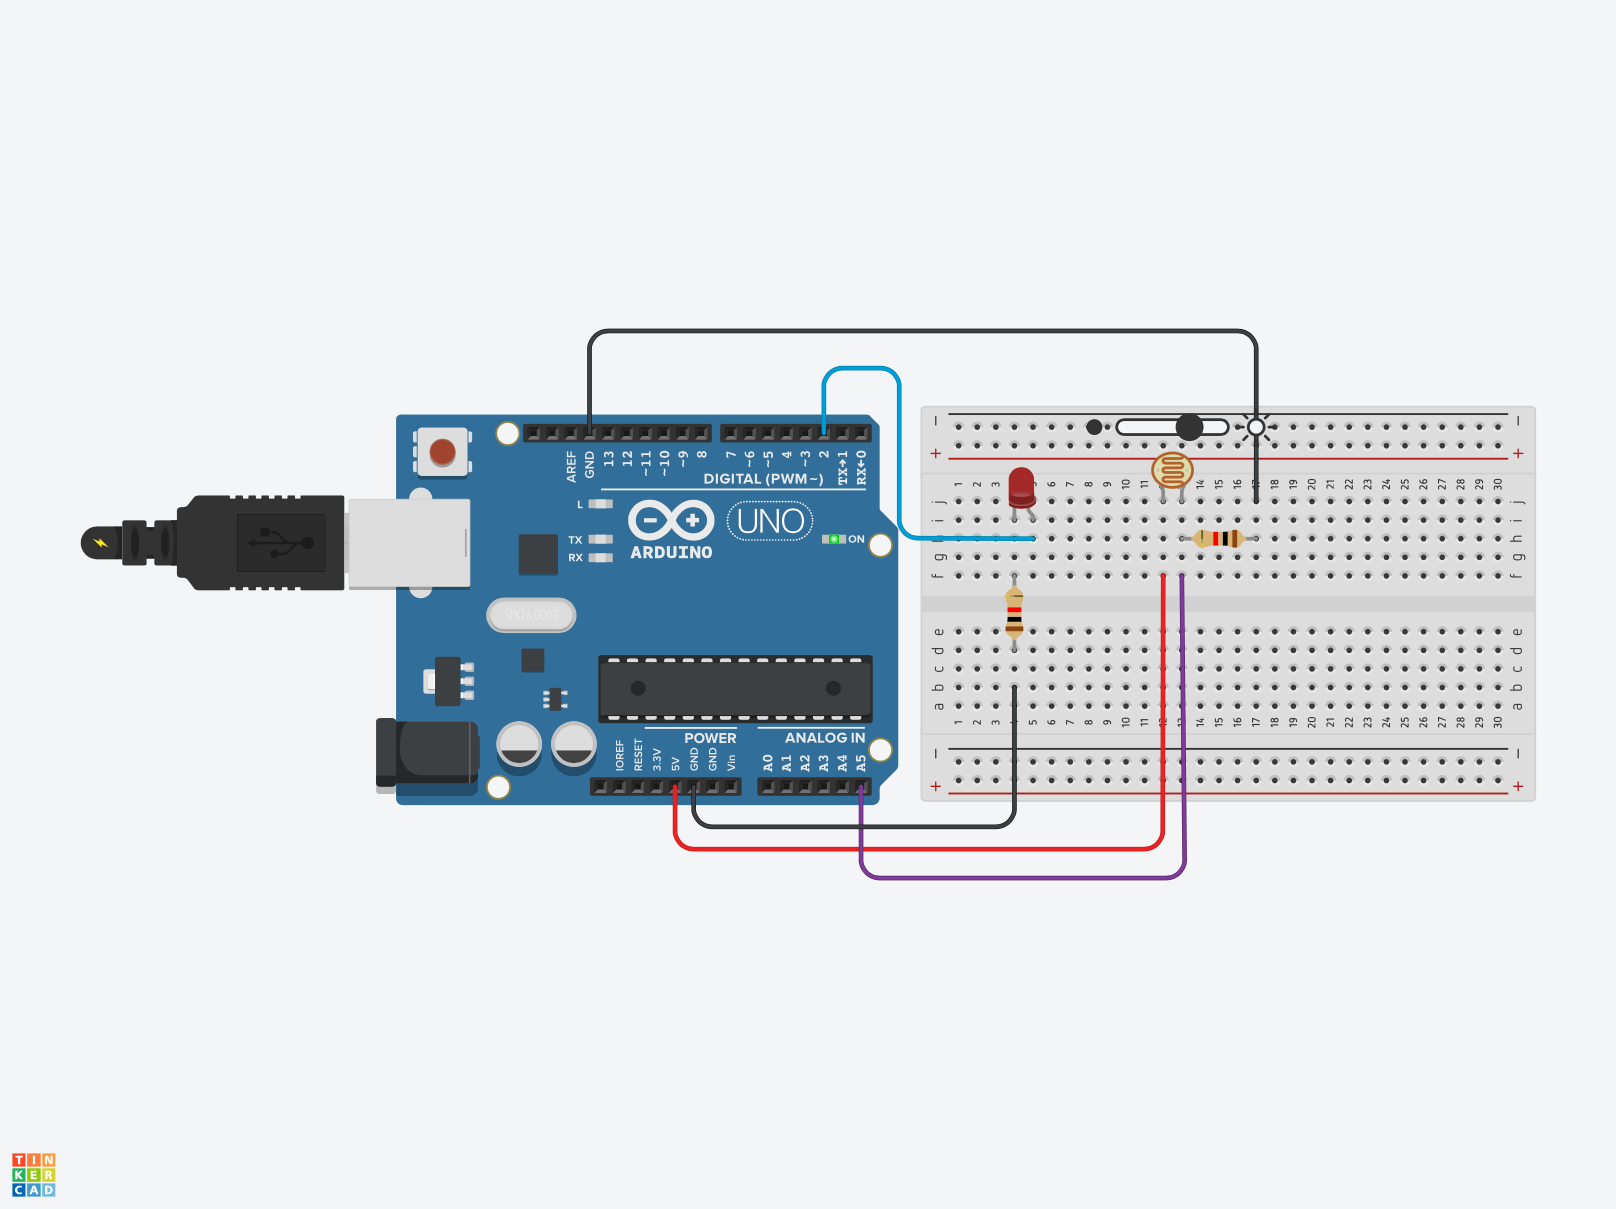 AREF
GND
13
12
~11
~10
~9
8
7
~6
~5
4
~3
2
TX→1
RX←0
DIGITAL (PWM~)
L
TX
RX
ARDUINO
UNO
ON
SPK16.000G
POWER
ANALOG IN
IOREF
RESET
3.3V
5V
GND
GND
Vin
A0
A1
A2
A3
A4
A5
− −
+ +
1 2 3 5 6 7 8 9 10 11 14 15 16 18 19 20 21 22 23 24 25 26 27 28 29 30
j j
i i
h h
g g
f f
e e
d d
c c
b b
a a
1 2 3 4 5 6 7 8 9 10 11 12 13 14 15 16 17 18 19 20 21 22 23 24 25 26 27 28 29 30
− −
+ +
TIN
KER
CAD